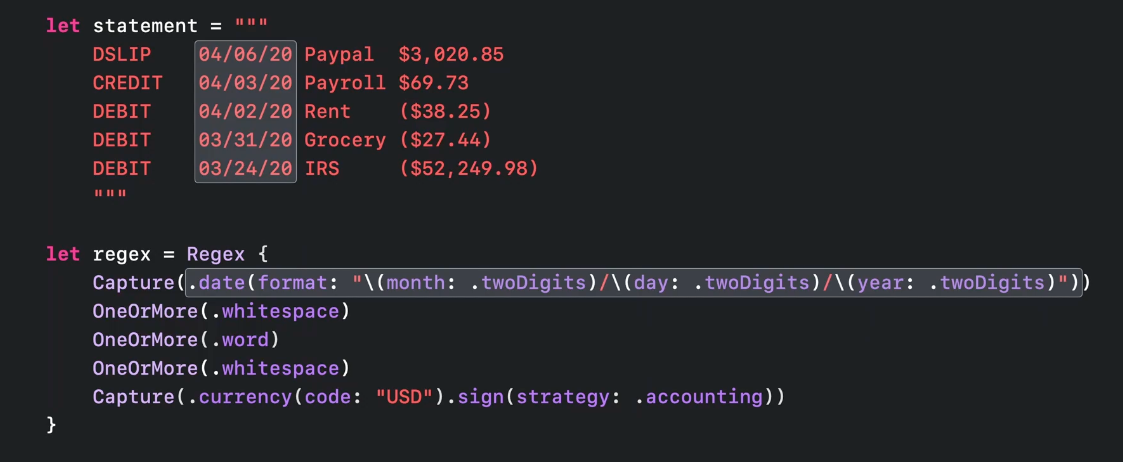 let statement = """
DSLIP 04/06/20 Paypal $3,020.85
CREDIT 04/03/20 Payroll $69.73
DEBIT 04/02/20 Rent ($38.25)
DEBIT 03/31/20 Grocery ($27.44)
DEBIT 03/24/20 IRS ($52,249.98)
"""
let regex = Regex {
Capture(.date(format: "\(month: .twoDigits)/\(day: .twoDigits)/\(year: .twoDigits)"))
OneOrMore(.whitespace)
OneOrMore(.word)
OneOrMore(.whitespace)
Capture(.currency(code: "USD").sign(strategy: .accounting))
}